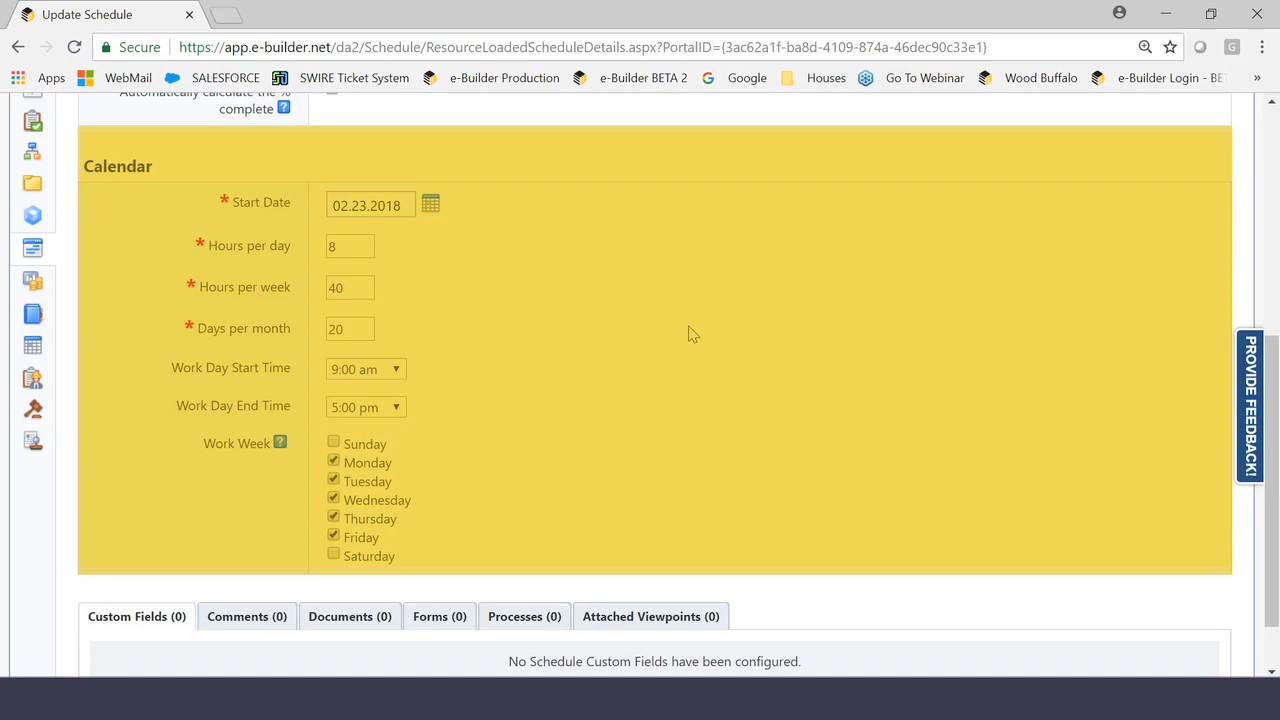 Update Schedule
Secure
https://app.e-builder.net/da2/Schedule/ResourceLoadedScheduleDetails.aspx?PortalID={3ac62a1f-babd-4109-874a-46dec90c33e1}
Apps WebMail SALESFORCE SWIRE Ticket System e-Builder Production e-Builder BETA 2 Google Houses Go To Webinar Wood Buffalo e-Builder Login - BE »
Automatically calculate the %
complete ?
Calendar
* Start Date 02.23.2018
* Hours per day 8
* Hours per week 40
* Days per month 20
Work Day Start Time 9:00 am
Work Day End Time 5:00 pm
Work Week ? Sunday
Monday
Tuesday
Wednesday
Thursday
Friday
Saturday
PROVIDE FEEDBACK!
Custom Fields (0) Comments (0) Documents (0) Forms (0) Processes (0) Attached Viewpoints (0)
No Schedule Custom Fields have been configured.